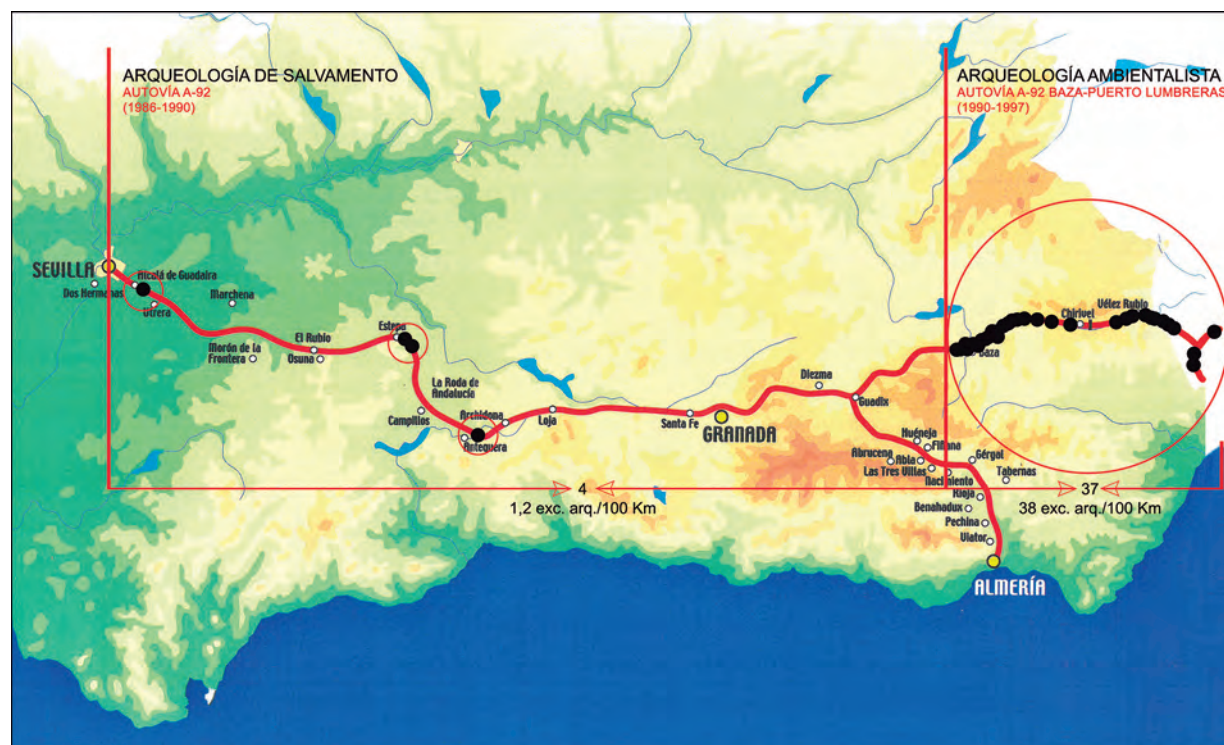 ARQUEOLOGÍA DE SALVAMENTO
AUTOVÍA A-92
(1986-1990)
ARQUEOLOGÍA AMBIENTALISTA
AUTOVÍA A-92 BAZA-PUERTO LUMBRERAS
(1990-1997)
SEVILLA
Alcalá de Guadaira
Dos Hermanas
Utrera
Marchena
Morón de la
Frontera
El Rubio
Osuna
Estepa
La Roda de
Andalucía
Campillos
Archidona
Antequera
Loja
Santa Fe
GRANADA
Diezma
Guadix
Baza
Chirivel
Vélez Rubio
Huéneja
Fiñana
Abrucena
Abla
Las Tres Villas
Nacimiento
Gérgal
Tabernas
Rioja
Benahadux
Pechina
Viator
ALMERÍA
4
1,2 exc. arq./100 Km
37
38 exc. arq./100 Km